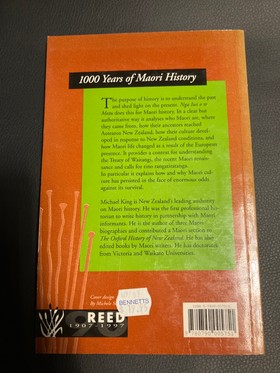 1000 Years of Maori History
The purpose of history is to understand the past
and shed light on the present. Nga Iwi o te
Motu does this for Maori history. In a clear but
authoritative way it analyses who Maori are, where
they came from, how their ancestors reached
Aotearoa New Zealand, how their culture devel-
oped in response to New Zealand conditions, and
how Maori life changed as a result of the European
presence. It provides a context for understanding
the Treaty of Waitangi, the recent Maori renais-
sance and calls for tino rangatiratanga.
In particular it explains how and why Maori cul-
ture has persisted in the face of enormous odds
against its survival.
Michael King is New Zealand's leading authority
on Maori history. He was the first professional his-
torian to write history in partnership with Maori
informants. He is the author of three Maori
biographies and contributed a Maori section to
The Oxford History of New Zealand. He has also
edited books by Maori writers. He has doctorates
from Victoria and Waikato Universities.
Cover design
By Michele
BENNETTS
REED
1907-1997